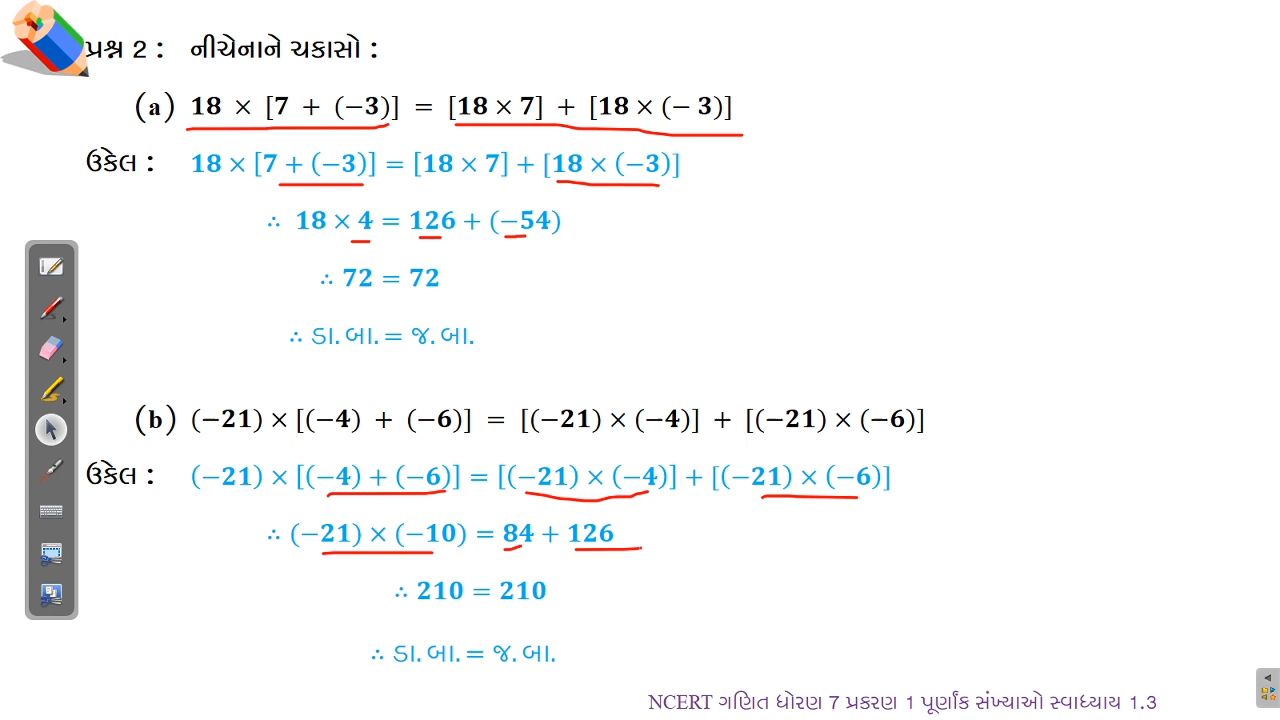 પ્રશ્ન 2 : નીચેનાને ચકાસો :
(a) 18 × [7 + (−3)] = [18 × 7] + [18 × (− 3)]
ઉકેલ : 18 × [7 + (−3)] = [18 × 7] + [18 × (−3)]
∴ 18 × 4 = 126 + (−54)
∴ 72 = 72
∴ ડા. બા. = જ. બા.
(b) (−21) × [(−4) + (−6)] = [(−21) × (−4)] + [(−21) × (−6)]
ઉકેલ : (−21) × [(−4) + (−6)] = [(−21) × (−4)] + [(−21) × (−6)]
∴ (−21) × (−10) = 84 + 126
∴ 210 = 210
∴ ડા. બા. = જ. બા.
NCERT ગણિત ધોરણ 7 પ્રકરણ 1 પૂર્ણાંક સંખ્યાઓ સ્વાધ્યાય 1.3